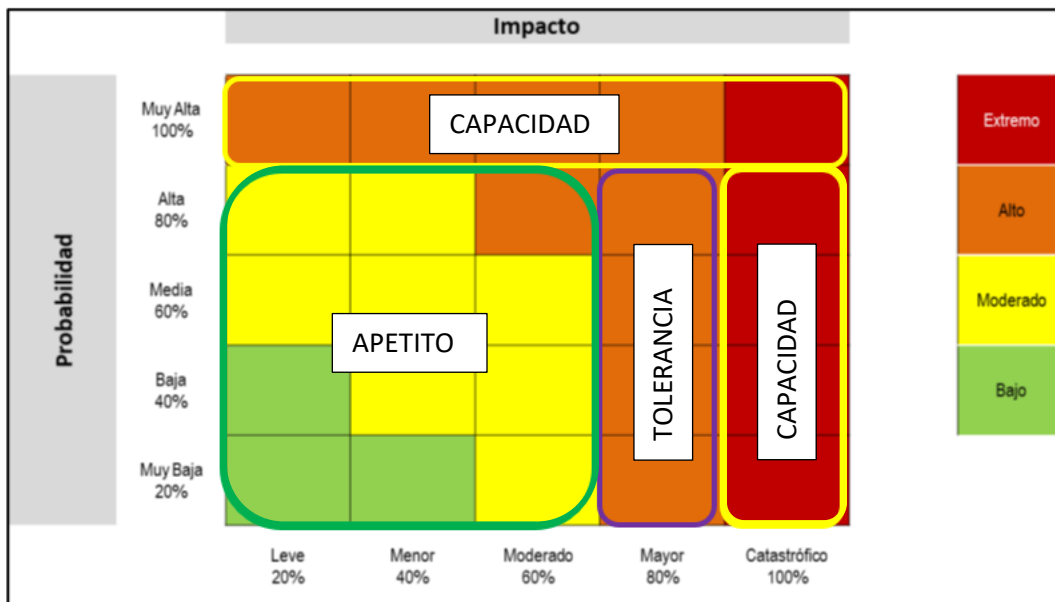 Impacto
Probabilidad
Muy Alta
100%
CAPACIDAD
Extremo
Alta
80%
Alto
Media
60%
APETITO
TOLERANCIA
CAPACIDAD
Moderado
Baja
40%
Bajo
Muy Baja
20%
Leve
20%
Menor
40%
Moderado
60%
Mayor
80%
Catastrófico
100%